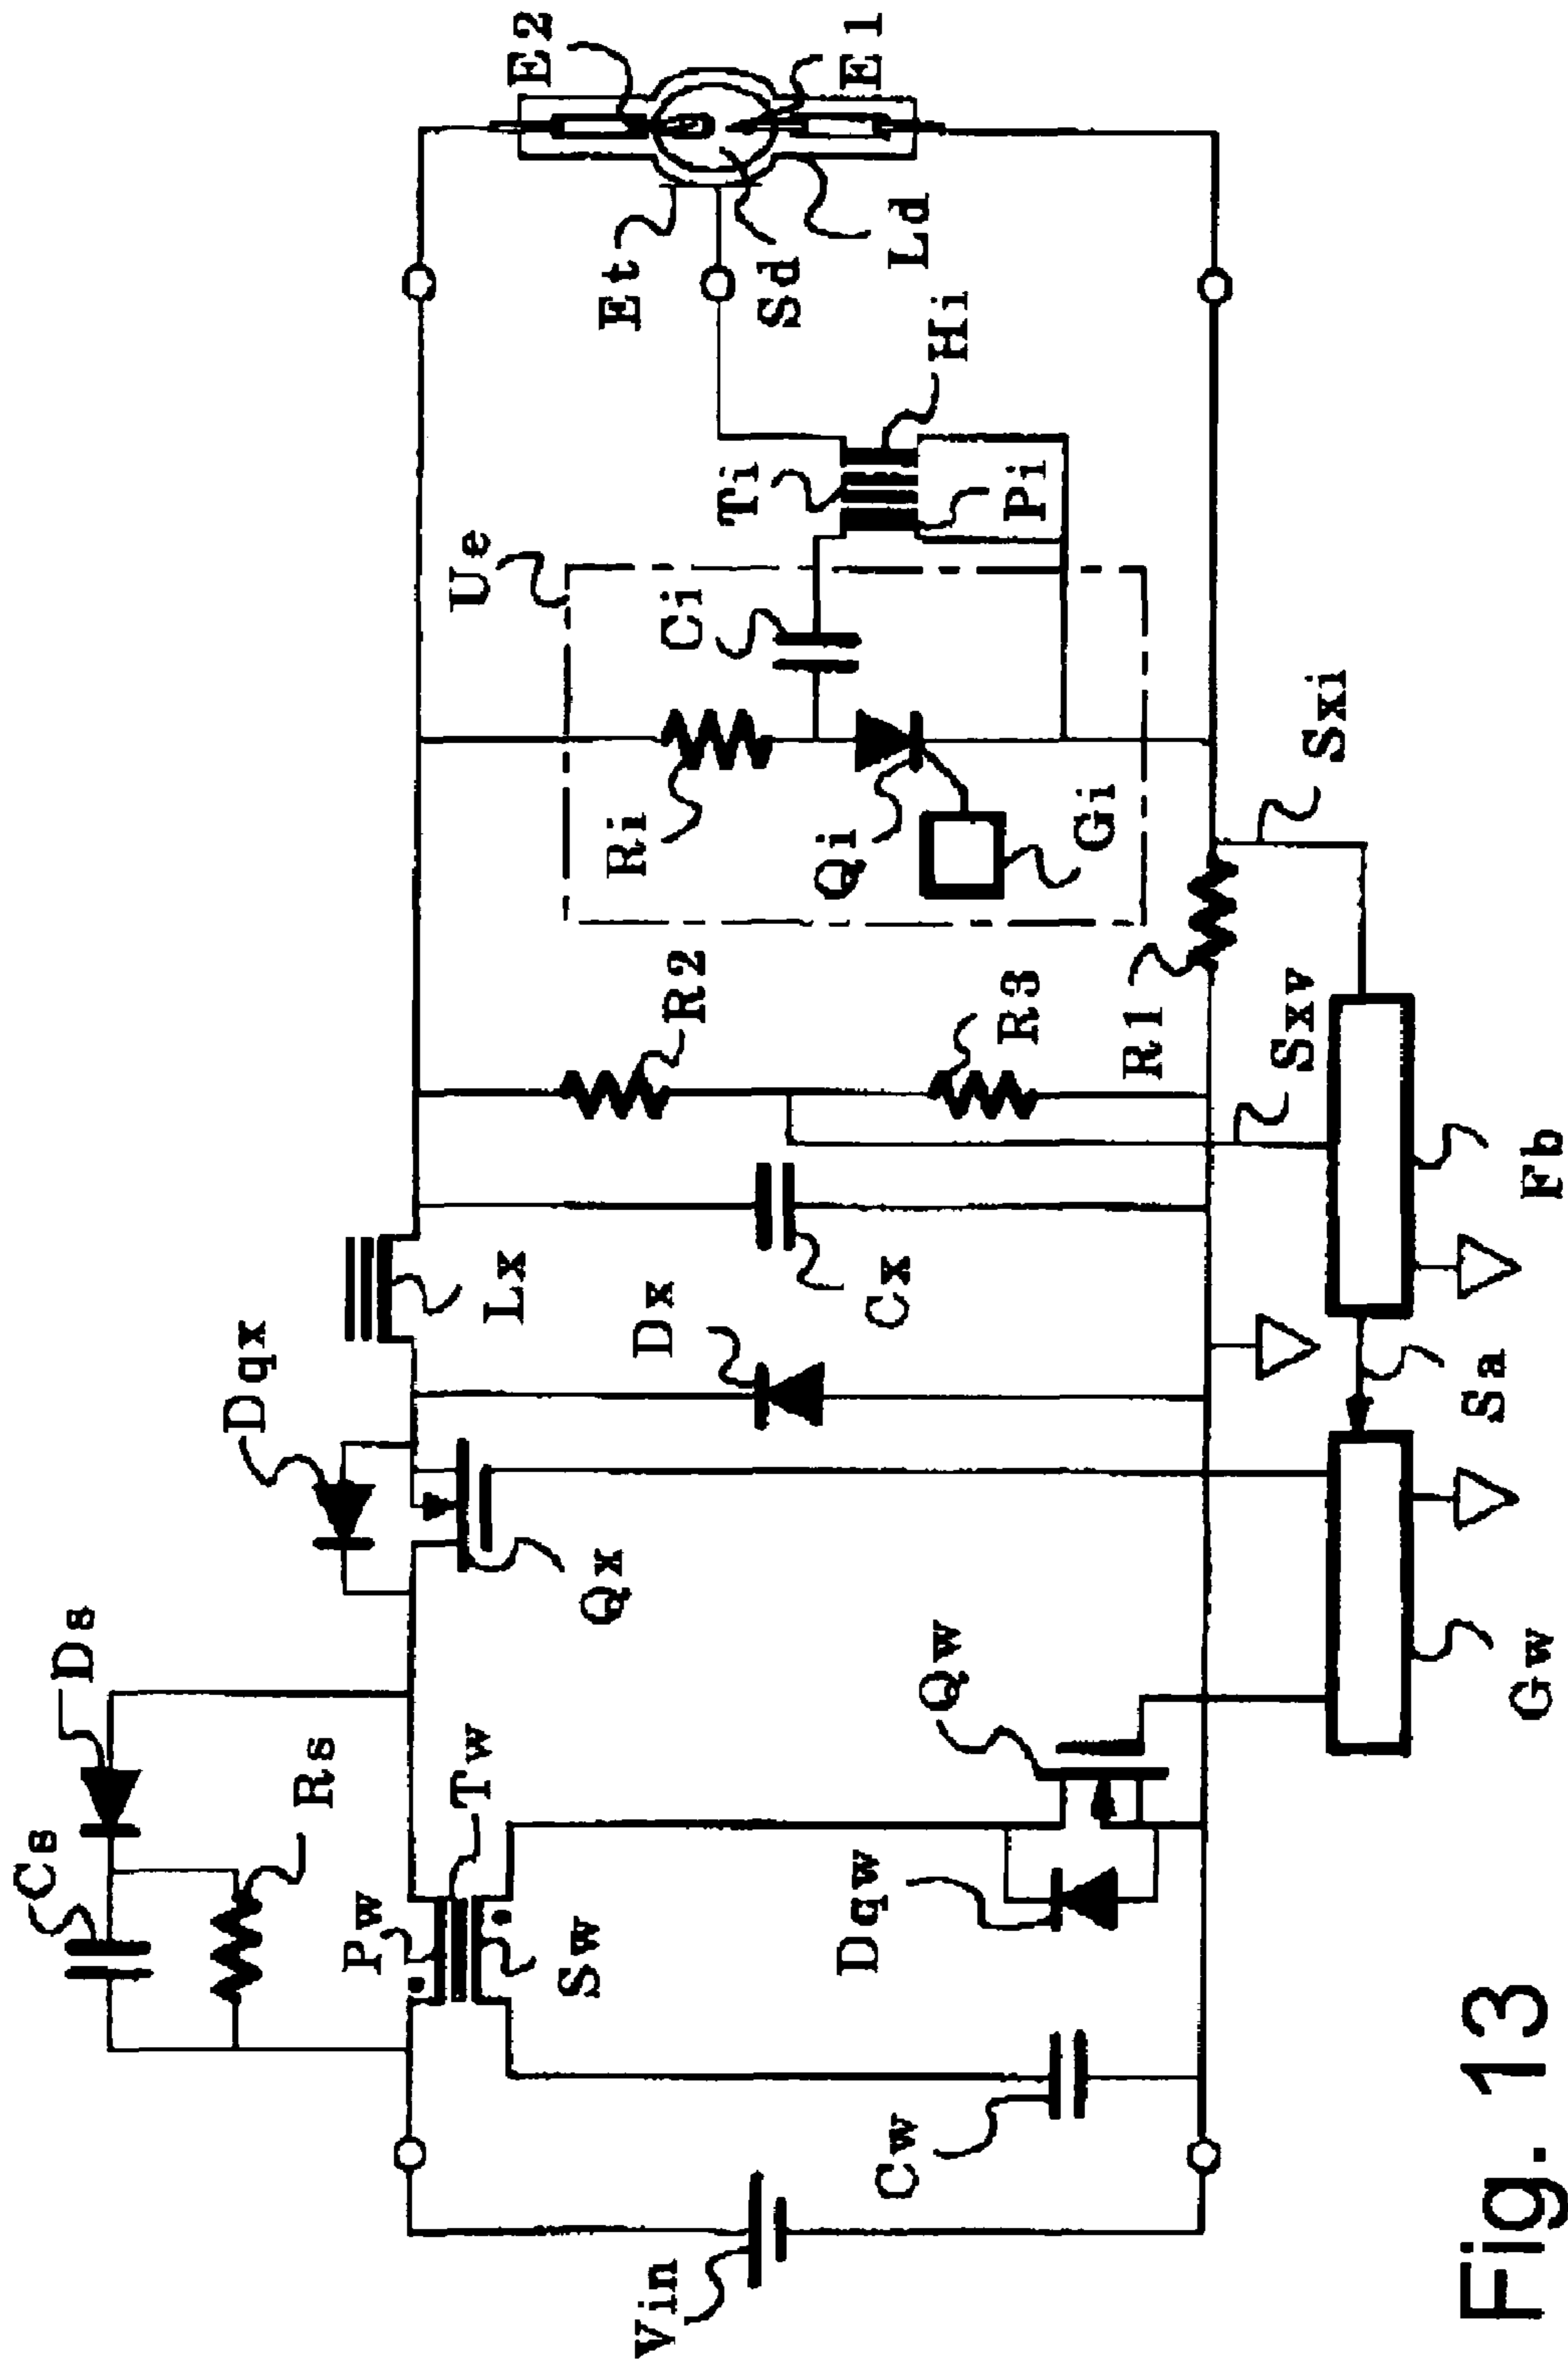 Cs
Ds
Rs
Pw
Tw
Sw
Dqx
Qx
Lx
Dx
Cx
R2
R3
R1
Ue
Ri
Ci
Qi
Gi
Ti
Pi
Hi
Et
Sd
Ld
E2
E1
Vin
Cw
Dqw
Qw
Gw
Sa
Fb
Sxv
Sxi
Fig. 13